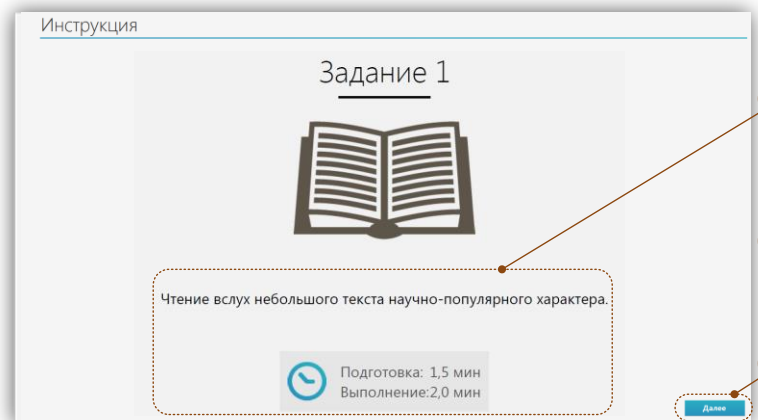 Инструкция
Задание 1
Чтение вслух небольшого текста научно-популярного характера.
Подготовка: 1,5 мин
Выполнение:2,0 мин
Далее